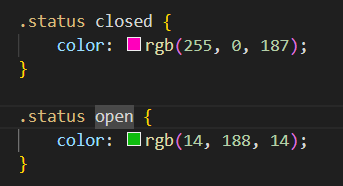 .status closed {
color: rgb(255, 0, 187);
}
.status open {
color: rgb(14, 188, 14);
}